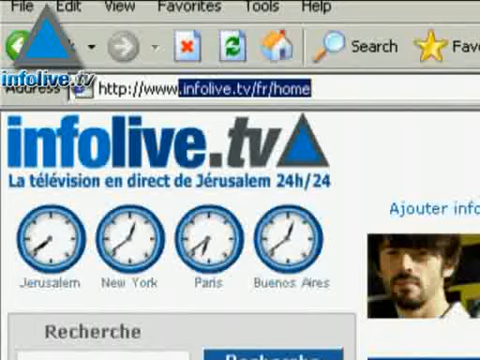 File Edit View Favorites Tools Help
Search
infolive.tv
Address http://www.infolive.tv/fr/home
infolive.tv
La télévision en direct de Jérusalem 24h/24
Ajouter info
Jerusalem New York Paris Buenos Aires
Recherche
Recherche